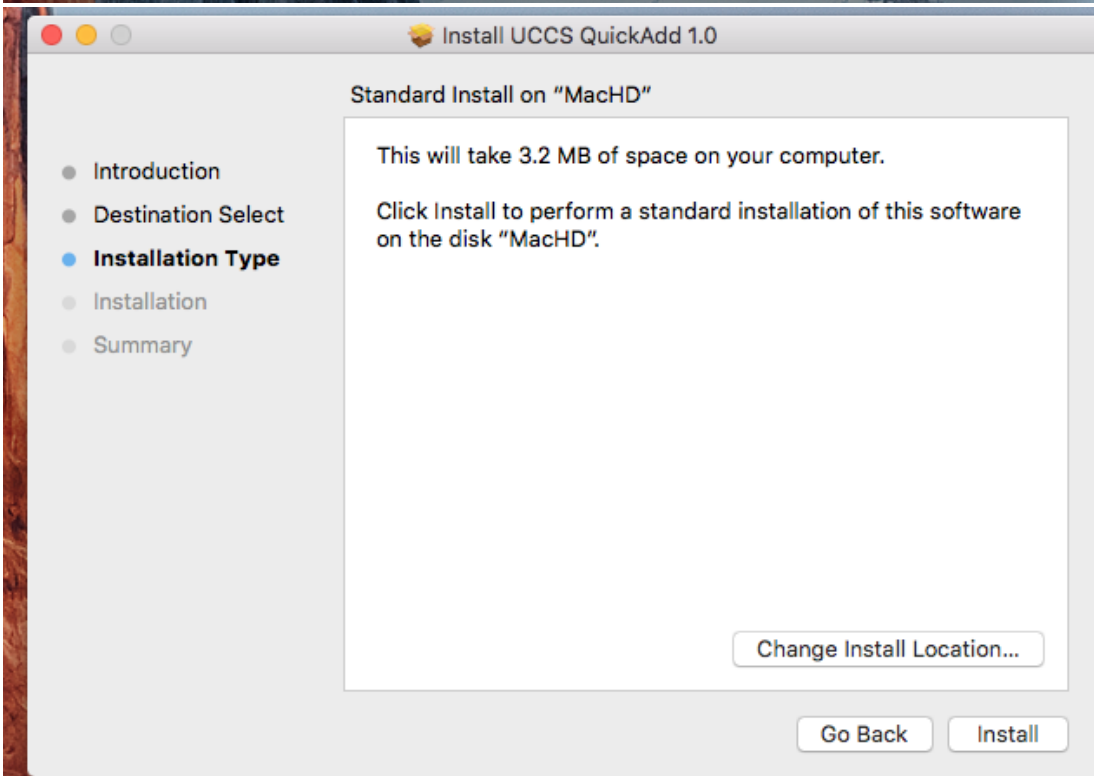 Install UCCS QuickAdd 1.0
Standard Install on “MacHD”
Introduction
Destination Select
Installation Type
Installation
Summary
This will take 3.2 MB of space on your computer.
Click Install to perform a standard installation of this software
on the disk “MacHD”.
Change Install Location...
Go Back
Install